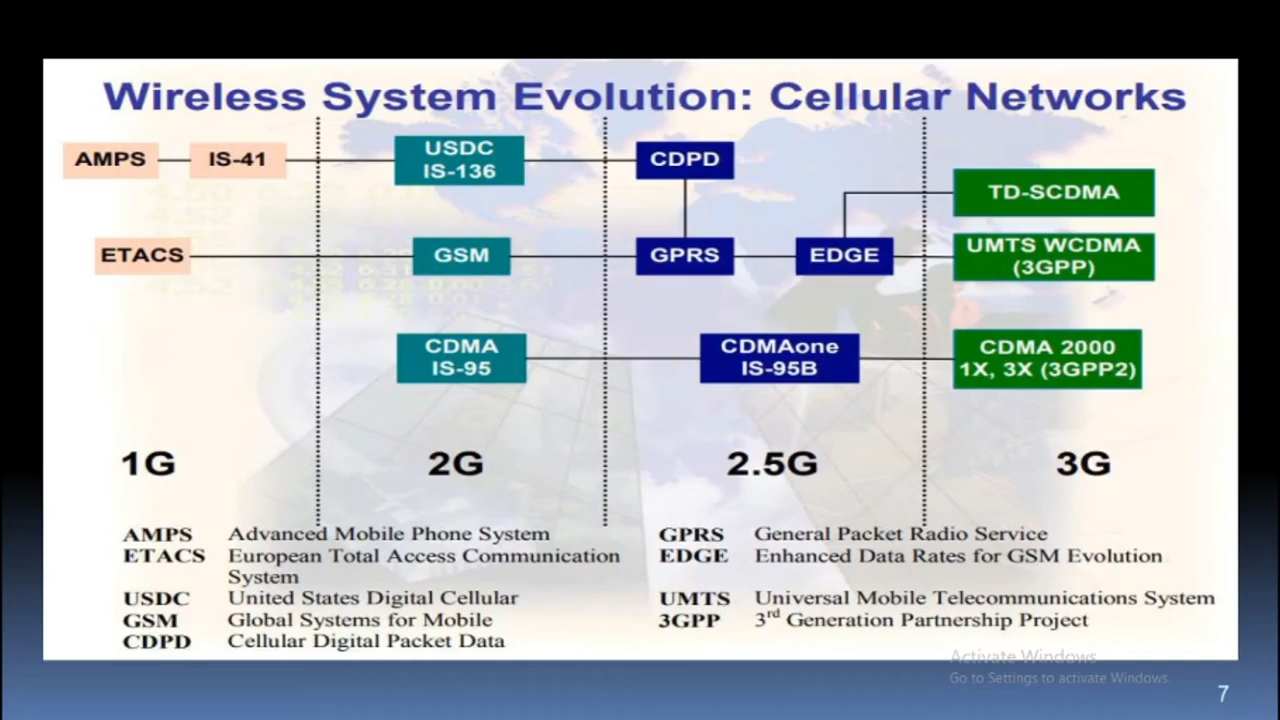 Wireless System Evolution: Cellular Networks
AMPS
IS-41
USDC
IS-136
CDPD
TD-SCDMA
ETACS
GSM
GPRS
EDGE
UMTS WCDMA
(3GPP)
CDMA
IS-95
CDMAone
IS-95B
CDMA 2000
1X, 3X (3GPP2)
1G
2G
2.5G
3G
AMPS Advanced Mobile Phone System
ETACS European Total Access Communication
System
USDC United States Digital Cellular
GSM Global Systems for Mobile
CDPD Cellular Digital Packet Data
GPRS General Packet Radio Service
EDGE Enhanced Data Rates for GSM Evolution
UMTS Universal Mobile Telecommunications System
3GPP 3rd Generation Partnership Project
Activate Windows
Go to Settings to activate Windows.
7